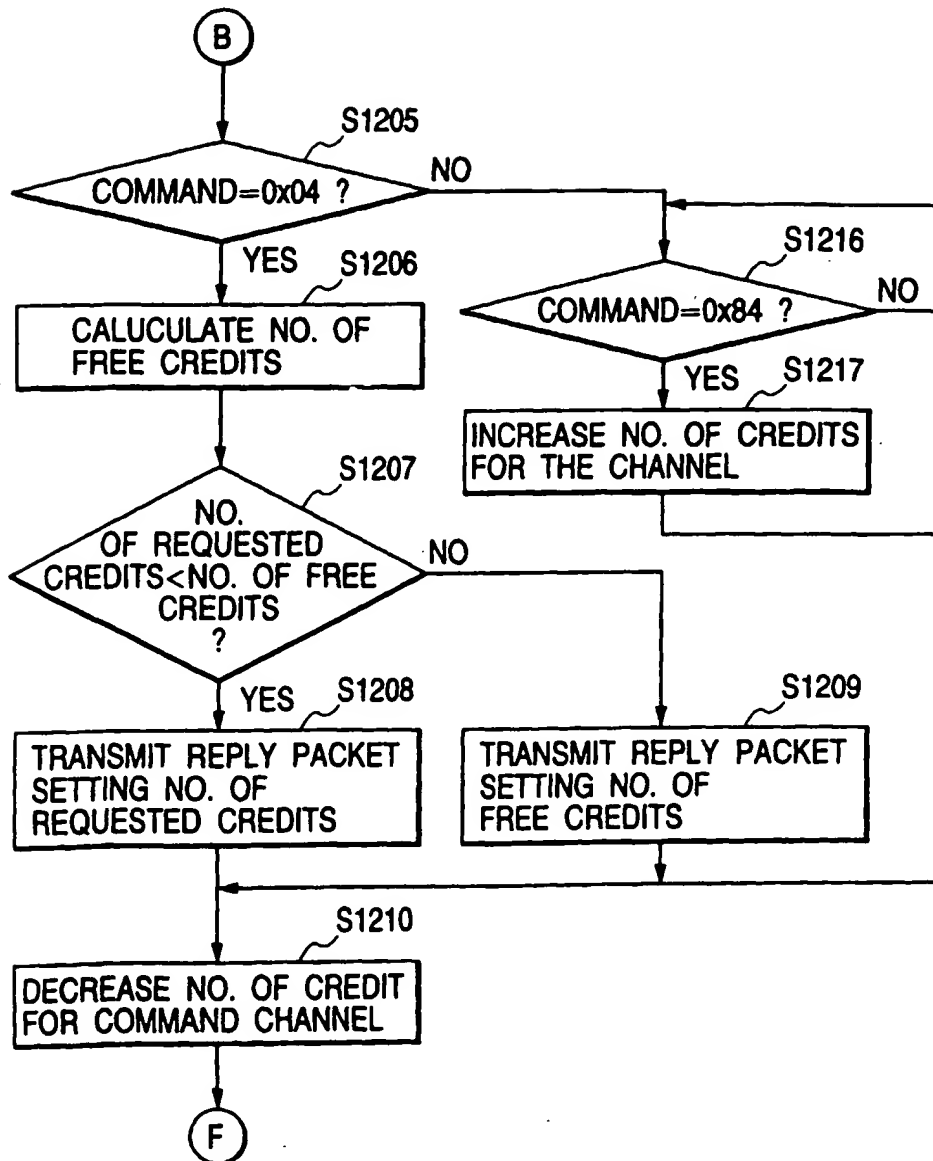 B
S1205
COMMAND=0x04 ?
NO
YES
S1206
CALUCULATE NO. OF
FREE CREDITS
S1216
COMMAND=0x84 ?
NO
YES
S1217
INCREASE NO. OF CREDITS
FOR THE CHANNEL
S1207
NO.
OF REQUESTED
CREDITS<NO. OF FREE
CREDITS
?
NO
YES
S1208
TRANSMIT REPLY PACKET
SETTING NO. OF
REQUESTED CREDITS
S1209
TRANSMIT REPLY PACKET
SETTING NO. OF
FREE CREDITS
S1210
DECREASE NO. OF CREDIT
FOR COMMAND CHANNEL
F